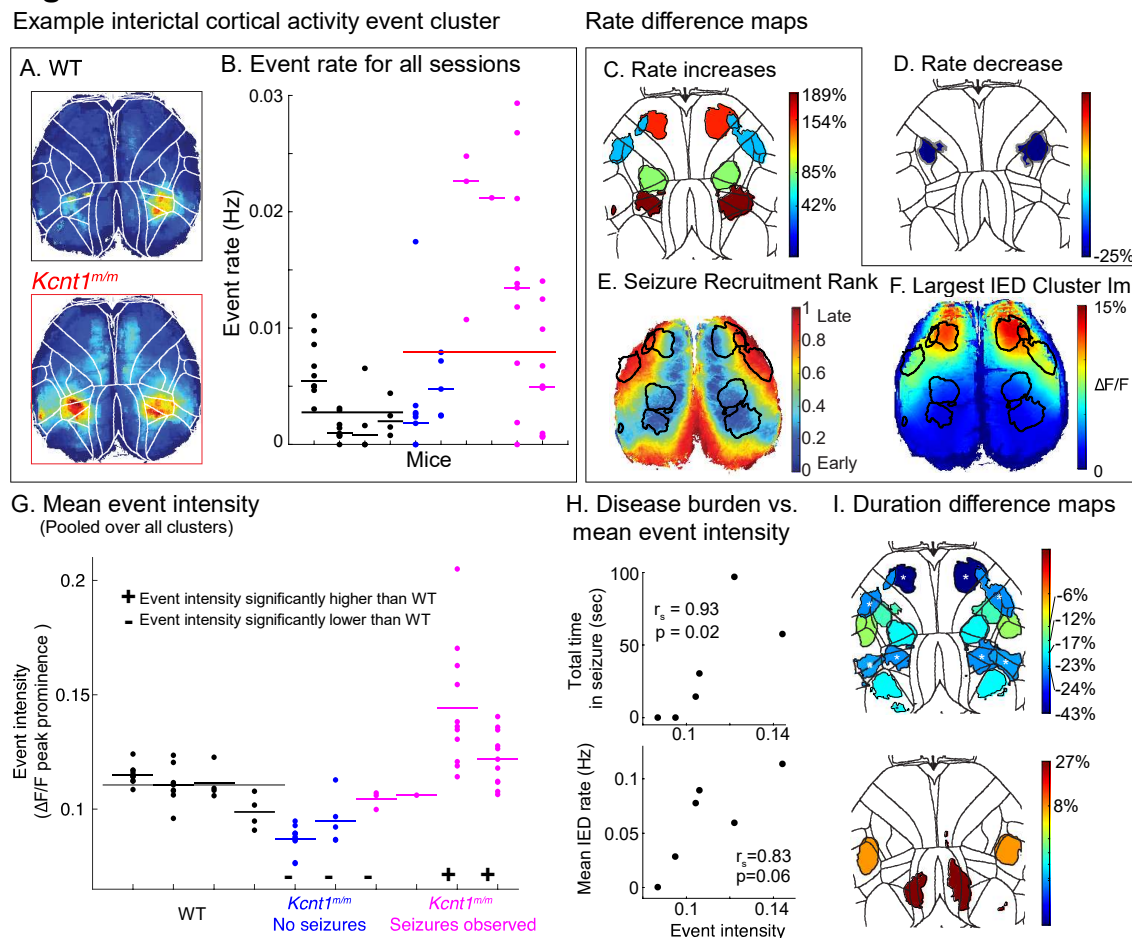 Example interictal cortical activity event cluster
Rate difference maps
A. WT
Kcnt1m/m
B. Event rate for all sessions
0.03
0.02
0.01
0
Event rate (Hz)
Mice
C. Rate increases
189%
154%
85%
42%
D. Rate decrease
-25%
E. Seizure Recruitment Rank
1
0.8
0.6
0.4
0.2
0
Late
Early
F. Largest IED Cluster Im
15%
ΔF/F
0
G. Mean event intensity
(Pooled over all clusters)
+ Event intensity significantly higher than WT
- Event intensity significantly lower than WT
0.2
0.15
0.1
Event intensity
(ΔF/F peak prominence)
- - - + +
WT
Kcnt1m/m
No seizures
Kcnt1m/m
Seizures observed
H. Disease burden vs.
mean event intensity
100
50
0
Total time
in seizure (sec)
rs = 0.93
p = 0.02
0.1 0.14
0.1
0.05
0
Mean IED rate (Hz)
rs=0.83
p=0.06
0.1 0.14
Event intensity
I. Duration difference maps
* * * * * * * *
-6%
-12%
-17%
-23%
-24%
-43%
27%
8%